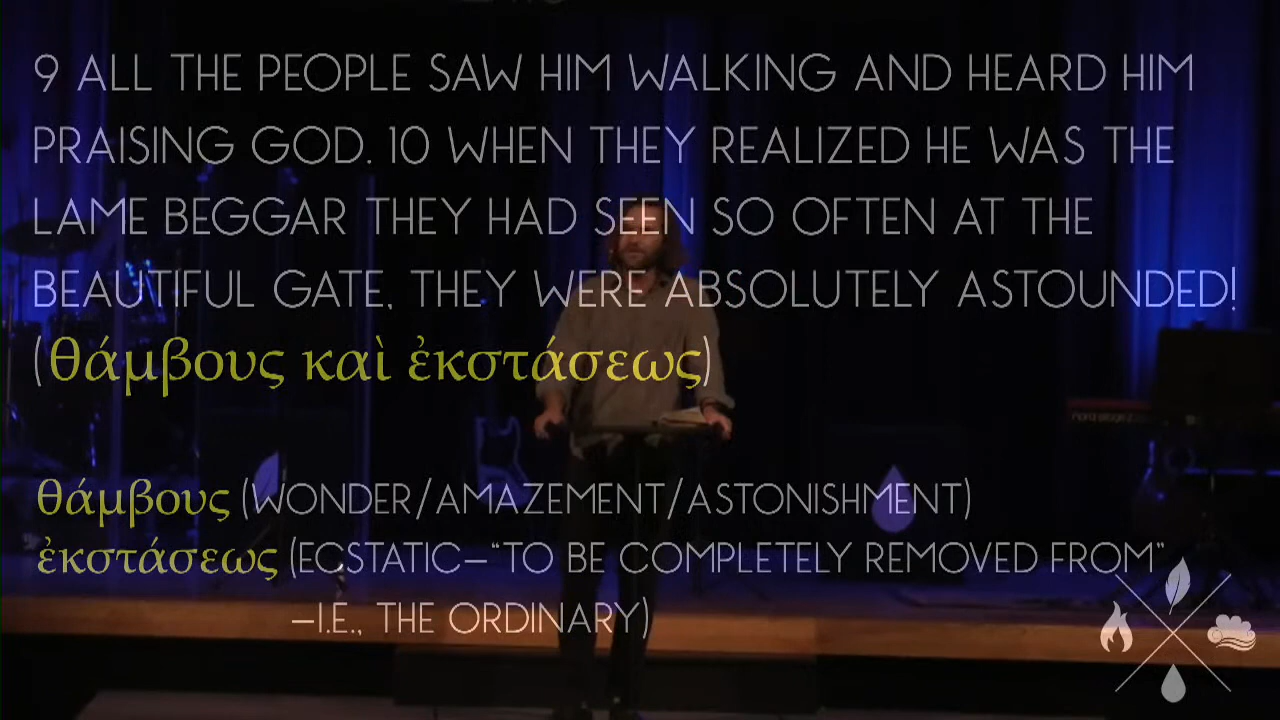 9 ALL THE PEOPLE SAW HIM WALKING AND HEARD HIM
PRAISING GOD. 10 WHEN THEY REALIZED HE WAS THE
LAME BEGGAR THEY HAD SEEN SO OFTEN AT THE
BEAUTIFUL GATE, THEY WERE ABSOLUTELY ASTOUNDED!
(θάμβους καὶ ἐκστάσεως)
θάμβους (WONDER/AMAZEMENT/ASTONISHMENT)
ἐκστάσεως (ECSTATIC—“TO BE COMPLETELY REMOVED FROM”
—I.E., THE ORDINARY)